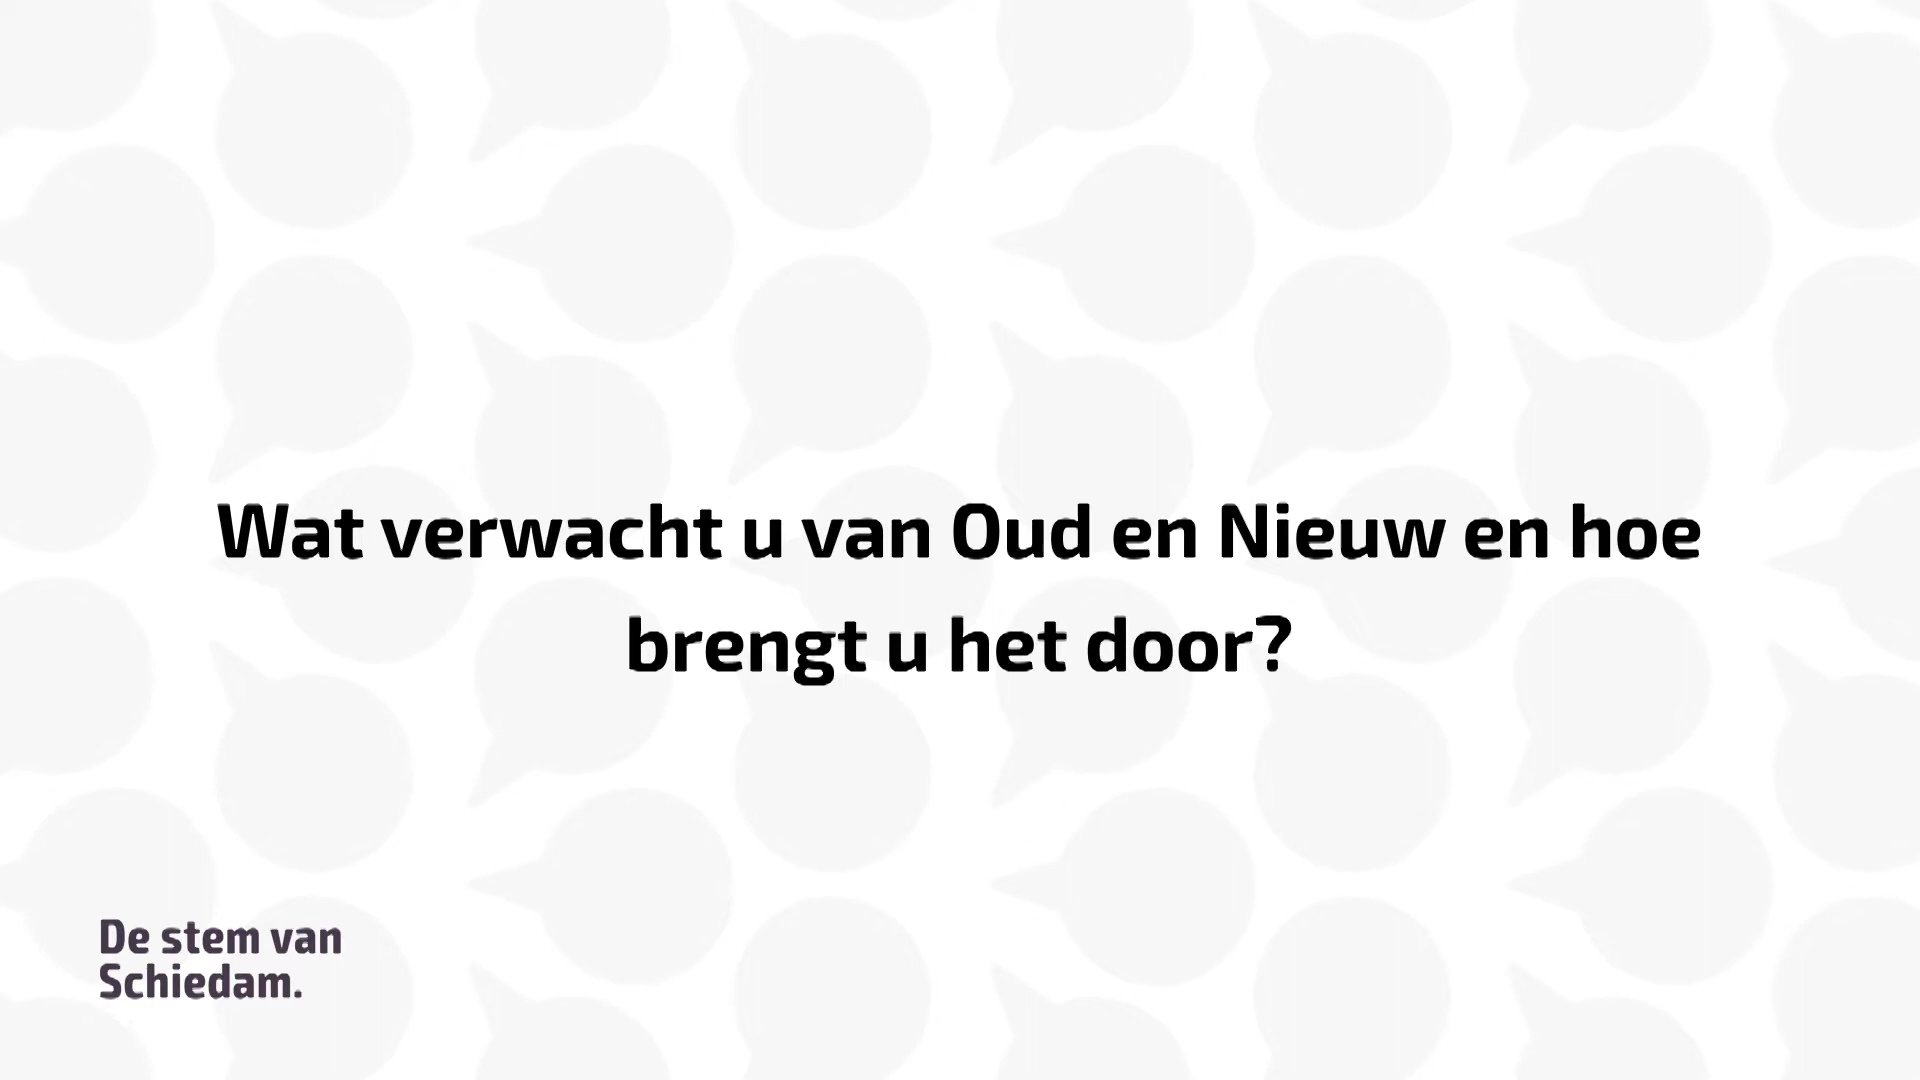 Wat verwacht u van Oud en Nieuw en hoe
brengt u het door?
De stem van
Schiedam.